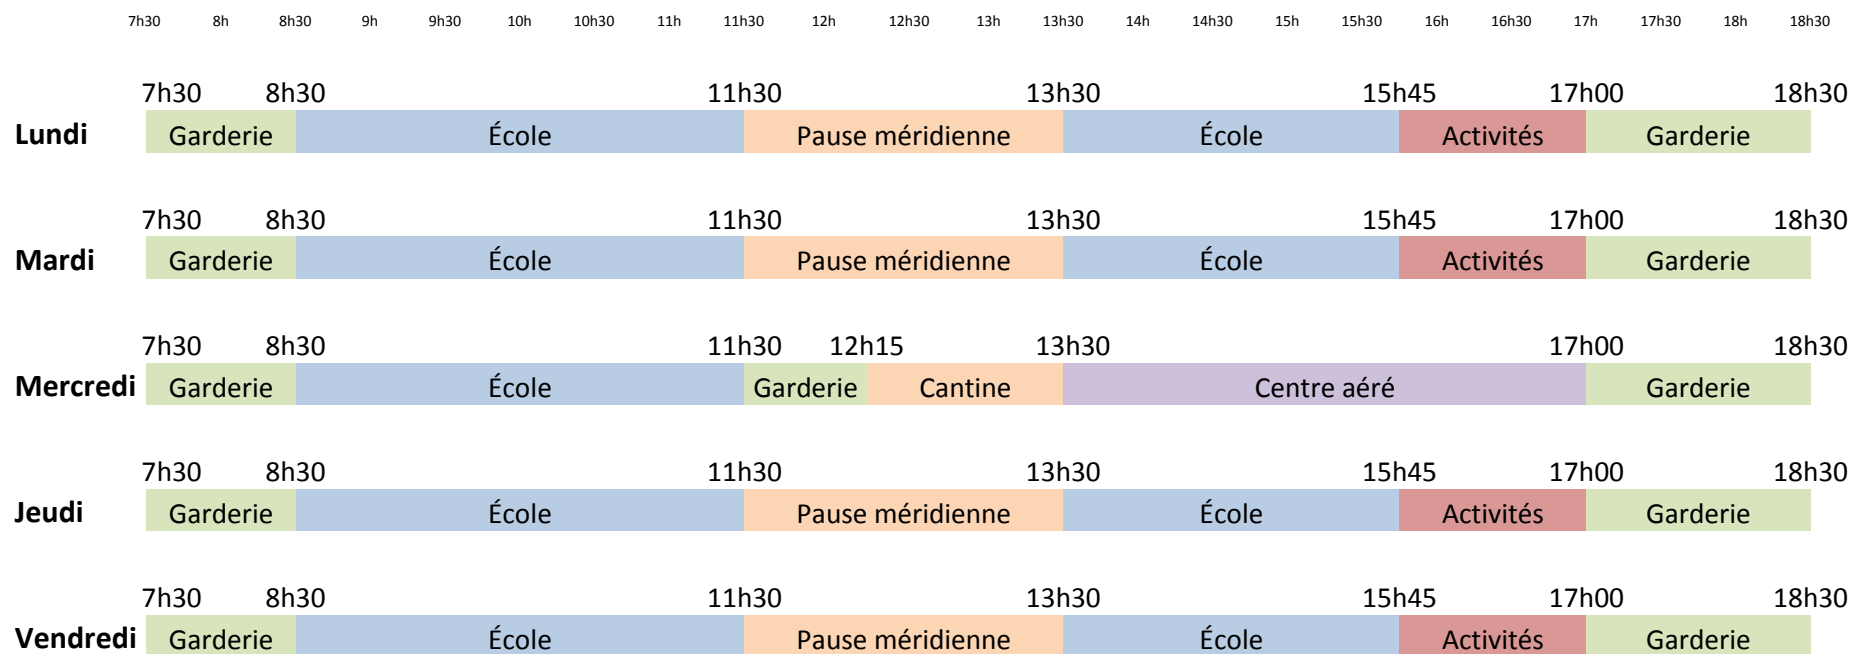 7h30 8h 8h30 9h 9h30 10h 10h30 11h 11h30 12h 12h30 13h 13h30 14h 14h30 15h 15h30 16h 16h30 17h 17h30 18h 18h30
7h30 8h30 11h30 13h30 15h45 17h00 18h30
Lundi Garderie École Pause méridienne École Activités Garderie
7h30 8h30 11h30 13h30 15h45 17h00 18h30
Mardi Garderie École Pause méridienne École Activités Garderie
7h30 8h30 11h30 12h15 13h30 17h00 18h30
Mercredi Garderie École Garderie Cantine Centre aéré Garderie
7h30 8h30 11h30 13h30 15h45 17h00 18h30
Jeudi Garderie École Pause méridienne École Activités Garderie
7h30 8h30 11h30 13h30 15h45 17h00 18h30
Vendredi Garderie École Pause méridienne École Activités Garderie